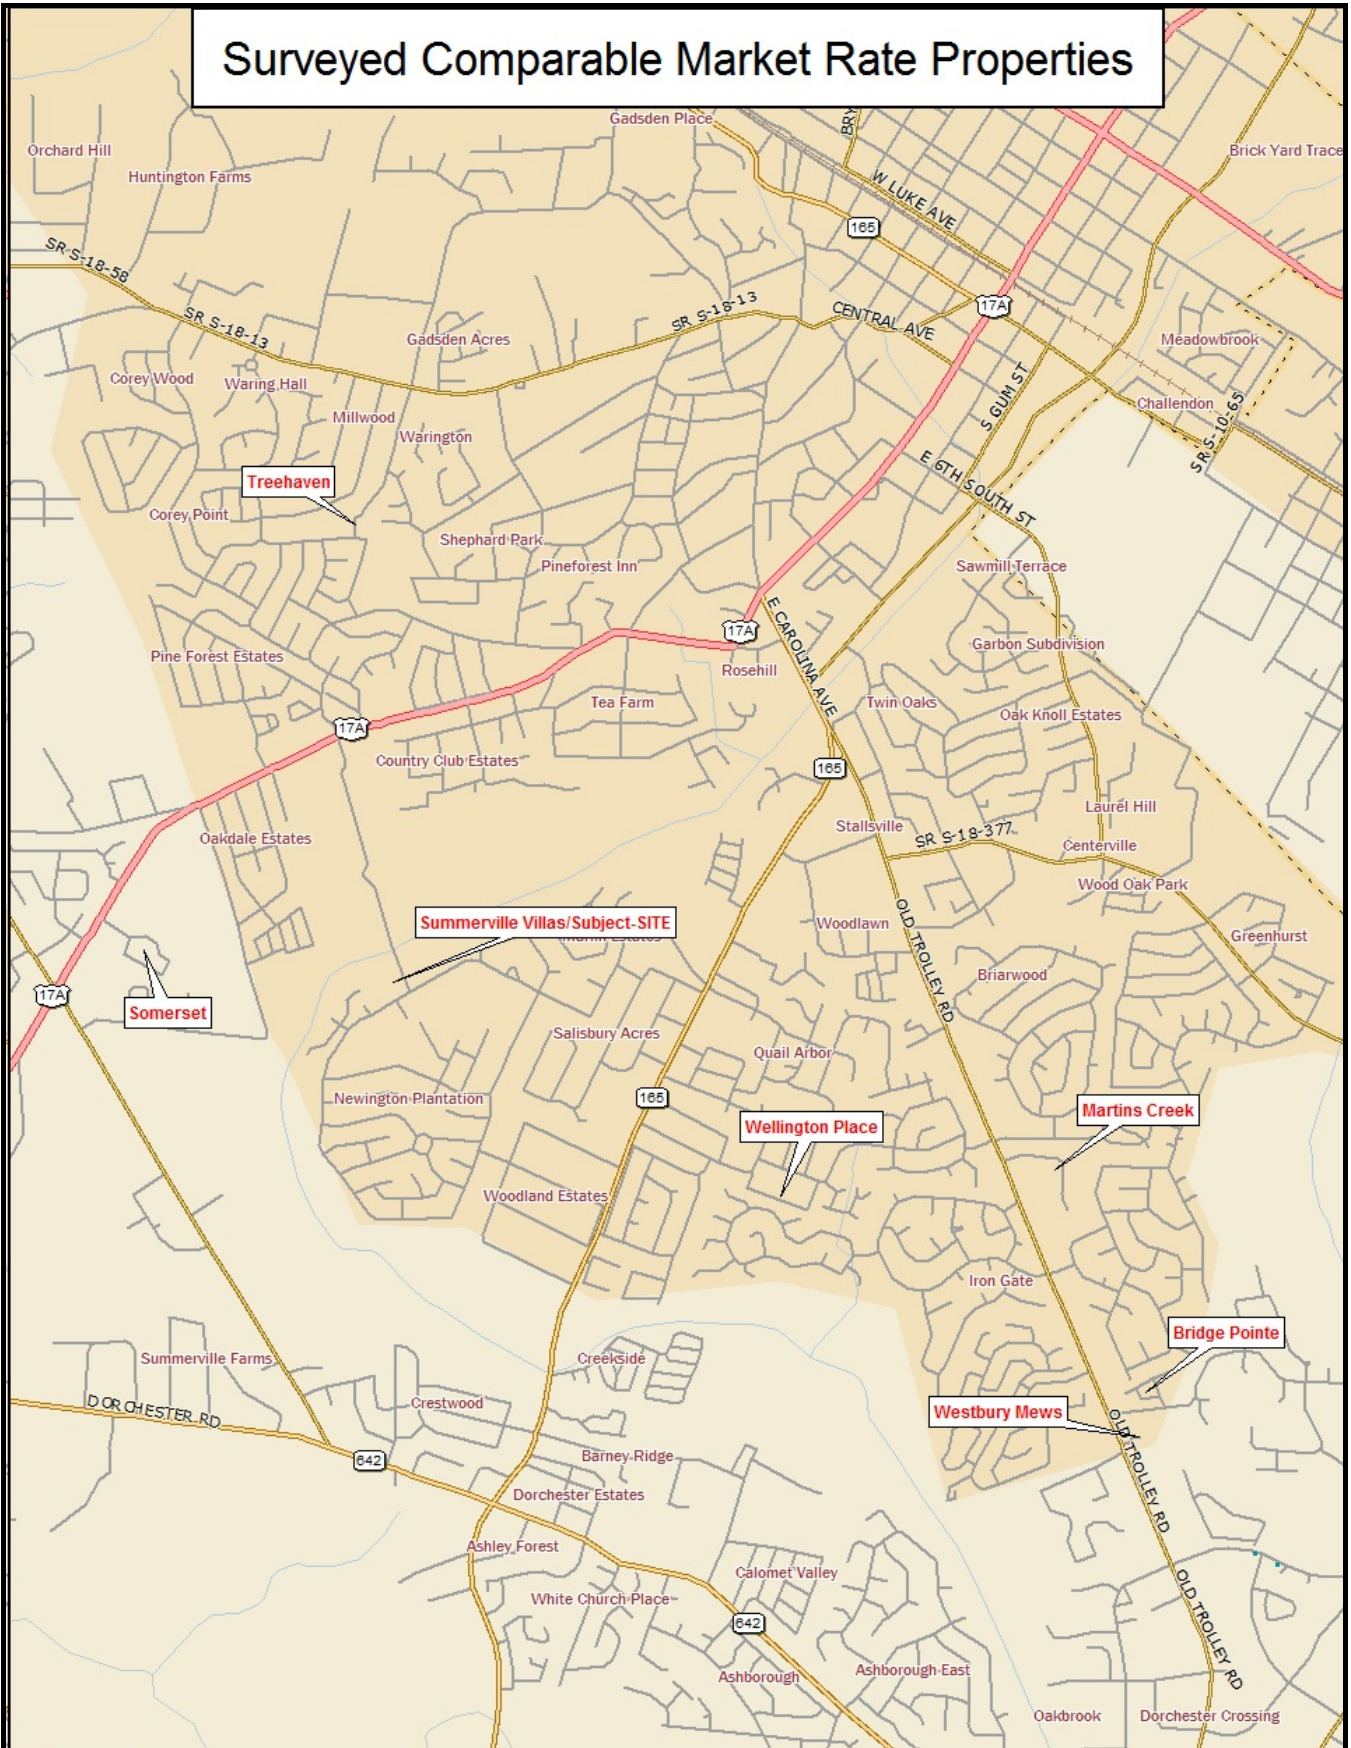 Surveyed Comparable Market Rate Properties
Gadsden Place
BRY
Orchard Hill
Brick Yard Trace
Huntington Farms
W LUKE AVE
165
SR S-18-58
17A
SR S-18-13
SR S-18-13
CENTRAL AVE
Gadsden Acres
Meadowbrook
Corey Wood
Waring Hall
S GUM ST
Challendon
Millwood
SR S-10-65
Warington
E 6TH SOUTH ST
Treehaven
Corey Point
Shephard Park
Pineforest Inn
Sawmill Terrace
17A
E CAROLINA AVE
Garbon Subdivision
Pine Forest Estates
Rosehill
Tea Farm
Twin Oaks
Oak Knoll Estates
17A
Country Club Estates
165
Laurel Hill
Stallsville
SR S-18-377
Oakdale Estates
Centerville
Wood Oak Park
Summerville Villas/Subject-SITE
Woodlawn
OLD TROLLEY RD
Greenhurst
Briarwood
17A
Somerset
Salisbury Acres
Quail Arbor
Newington Plantation
165
Martins Creek
Wellington Place
Woodland Estates
Iron Gate
Bridge Pointe
Summerville Farms
Creekside
DORCHESTER RD
Crestwood
Westbury Mews
OLD TROLLEY RD
642
Barney Ridge
Dorchester Estates
Ashley Forest
Calomet Valley
White Church Place
OLD TROLLEY RD
642
Ashborough
Ashborough East
Oakbrook
Dorchester Crossing